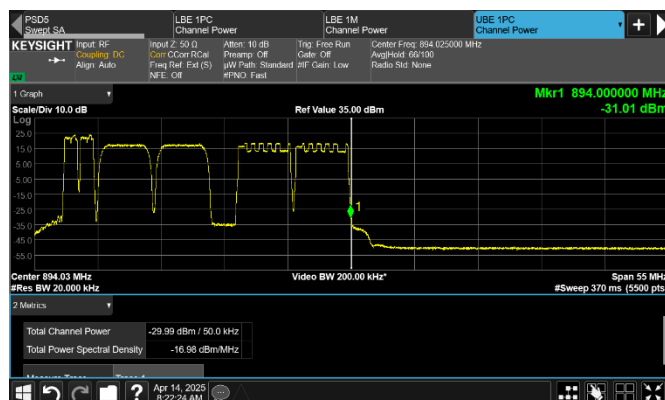 PSD5
Swept SA
LBE 1PC
Channel Power
LBE 1M
Channel Power
UBE 1PC
Channel Power
KEYSIGHT
Input: RF
Coupling: DC
Align: Auto
Input Z: 50 Ω
Corr CCorr RCal
Freq Ref: Ext (S)
NFE: Off
Atten: 10 dB
Preamp: Off
µW Path: Standard
#PNO: Fast
Trig: Free Run
Gate: Off
#IF Gain: Low
Center Freq: 894.025000 MHz
Avg|Hold: 66/100
Radio Std: None
LXI
1 Graph
Scale/Div 10.0 dB
Ref Value 35.00 dBm
Mkr1 894.000000 MHz
-31.01 dBm
Log
25.0
15.0
5.00
-5.00
-15.0
-25.0
-35.0
-45.0
-55.0
1
Center 894.03 MHz
#Res BW 20.000 kHz
Video BW 200.00 kHz*
Span 55 MHz
#Sweep 370 ms (5500 pts)
2 Metrics
Total Channel Power -29.99 dBm / 50.0 kHz
Total Power Spectral Density -16.98 dBm/MHz
Measure Trace Trace 1
Apr 14, 2025
8:22:24 AM